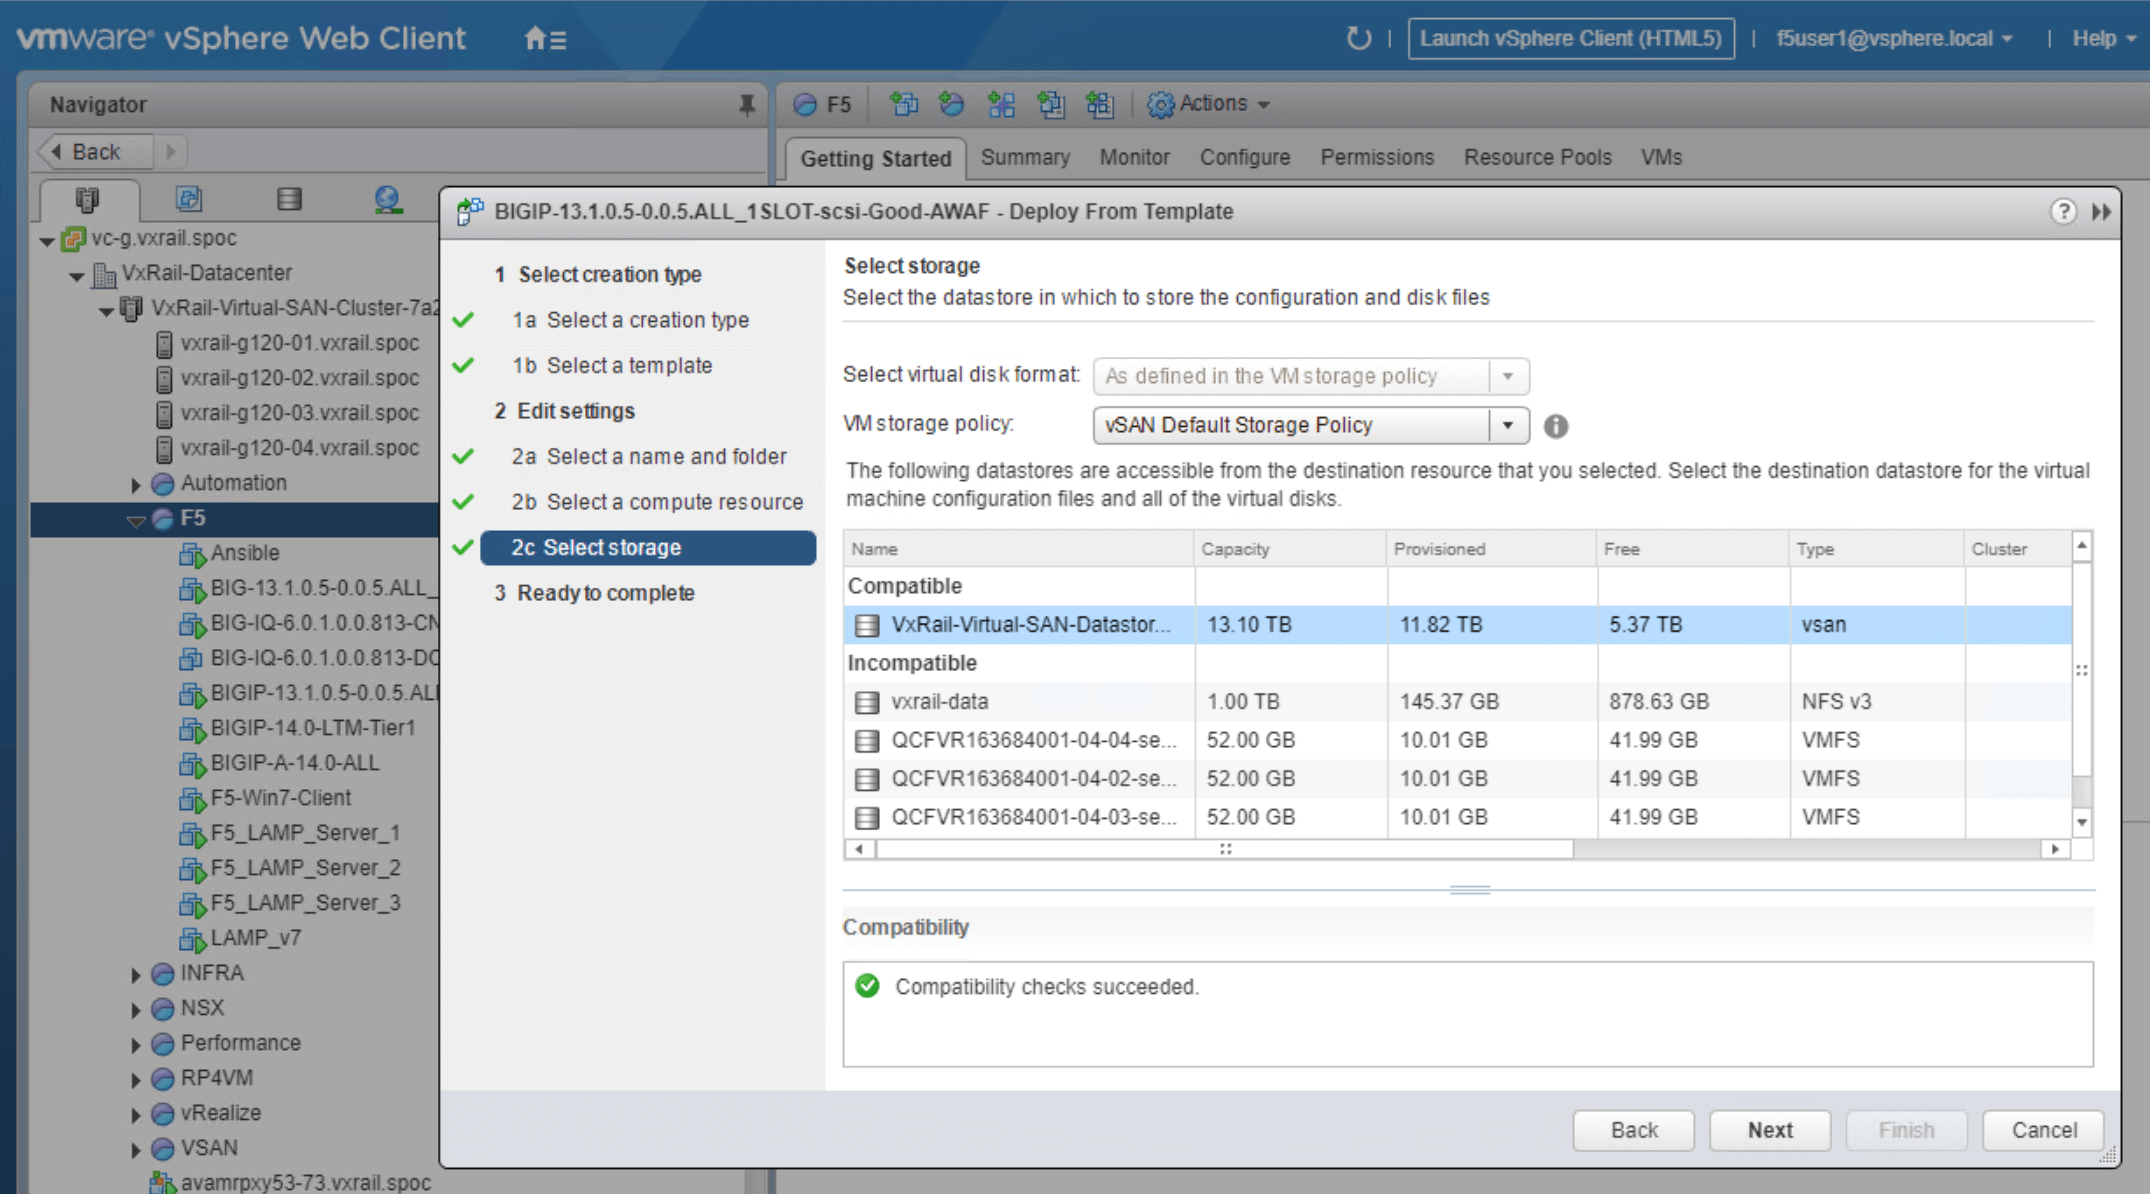 vmware® vSphere Web Client
Launch vSphere Client (HTML5)
f5user1@vsphere.local
Help
Navigator
Back
vc-g.vxrail.spoc
VxRail-Datacenter
VxRail-Virtual-SAN-Cluster-7a2
vxrail-g120-01.vxrail.spoc
vxrail-g120-02.vxrail.spoc
vxrail-g120-03.vxrail.spoc
vxrail-g120-04.vxrail.spoc
Automation
F5
Ansible
BIG-13.1.0.5-0.0.5.ALL_
BIG-IQ-6.0.1.0.0.813-CN
BIG-IQ-6.0.1.0.0.813-DC
BIGIP-13.1.0.5-0.0.5.ALL
BIGIP-14.0-LTM-Tier1
BIGIP-A-14.0-ALL
F5-Win7-Client
F5_LAMP_Server_1
F5_LAMP_Server_2
F5_LAMP_Server_3
LAMP_v7
INFRA
NSX
Performance
RP4VM
vRealize
VSAN
avamrpxy53-73.vxrail.spoc
F5 Actions
Getting Started Summary Monitor Configure Permissions Resource Pools VMs
BIGIP-13.1.0.5-0.0.5.ALL_1SLOT-scsi-Good-AWAF - Deploy From Template
1 Select creation type
1a Select a creation type
1b Select a template
2 Edit settings
2a Select a name and folder
2b Select a compute resource
2c Select storage
3 Ready to complete
Select storage
Select the datastore in which to store the configuration and disk files
Select virtual disk format: As defined in the VM storage policy
VM storage policy: vSAN Default Storage Policy
The following datastores are accessible from the destination resource that you selected. Select the destination datastore for the virtual
machine configuration files and all of the virtual disks.
Name Capacity Provisioned Free Type Cluster
Compatible
VxRail-Virtual-SAN-Datastor... 13.10 TB 11.82 TB 5.37 TB vsan
Incompatible
vxrail-data 1.00 TB 145.37 GB 878.63 GB NFS v3
QCFVR163684001-04-04-se... 52.00 GB 10.01 GB 41.99 GB VMFS
QCFVR163684001-04-02-se... 52.00 GB 10.01 GB 41.99 GB VMFS
QCFVR163684001-04-03-se... 52.00 GB 10.01 GB 41.99 GB VMFS
Compatibility
Compatibility checks succeeded.
Back Next Finish Cancel